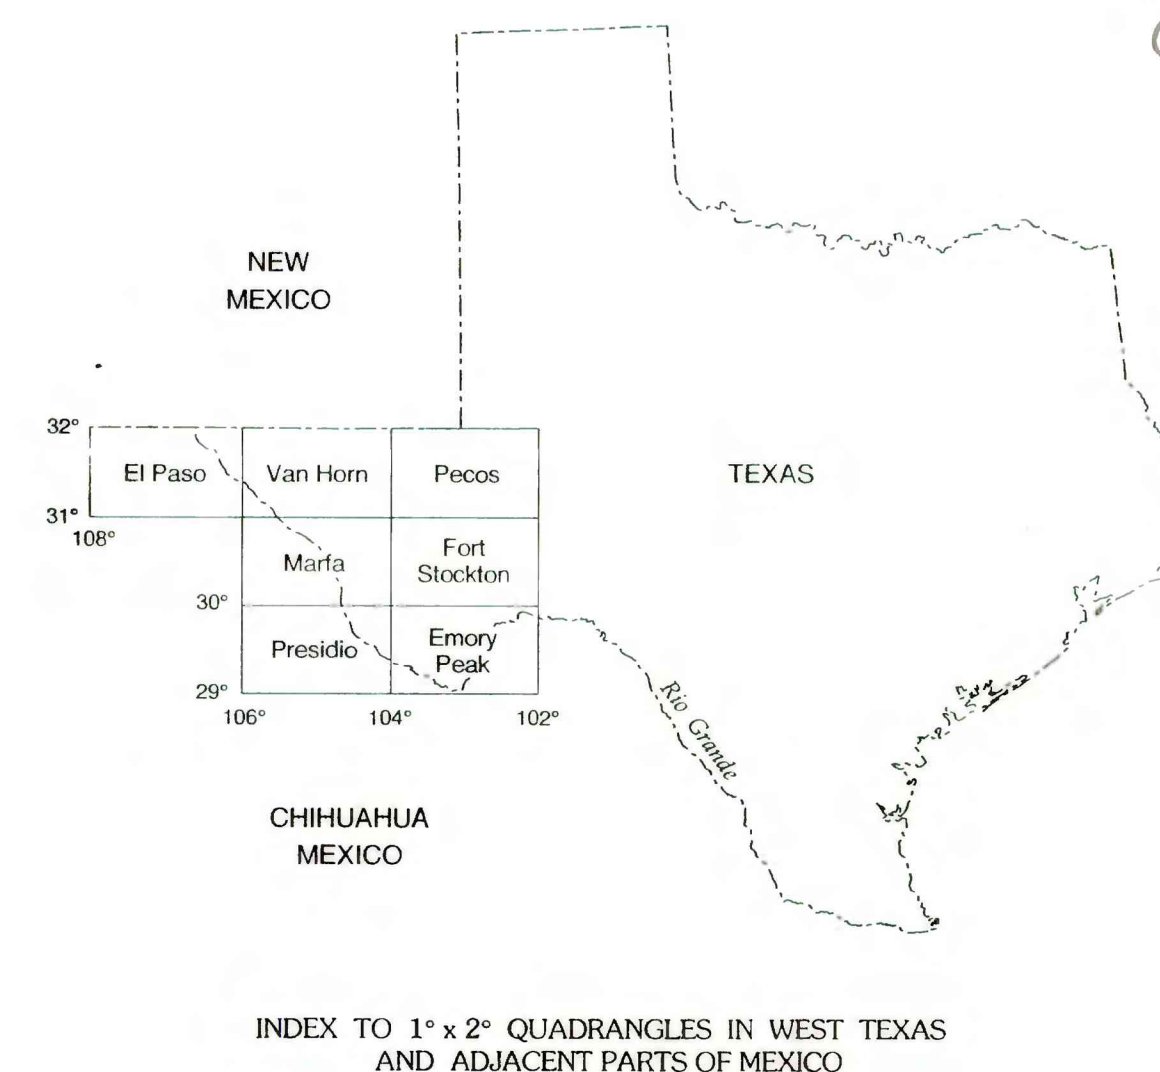 NEW
MEXICO
32°
El Paso
Van Horn
Pecos
TEXAS
31°
108°
Marfa
Fort
Stockton
30°
Presidio
Emory
Peak
29°
106°
104°
102°
Rio Grande
CHIHUAHUA
MEXICO
INDEX TO 1° x 2° QUADRANGLES IN WEST TEXAS
AND ADJACENT PARTS OF MEXICO